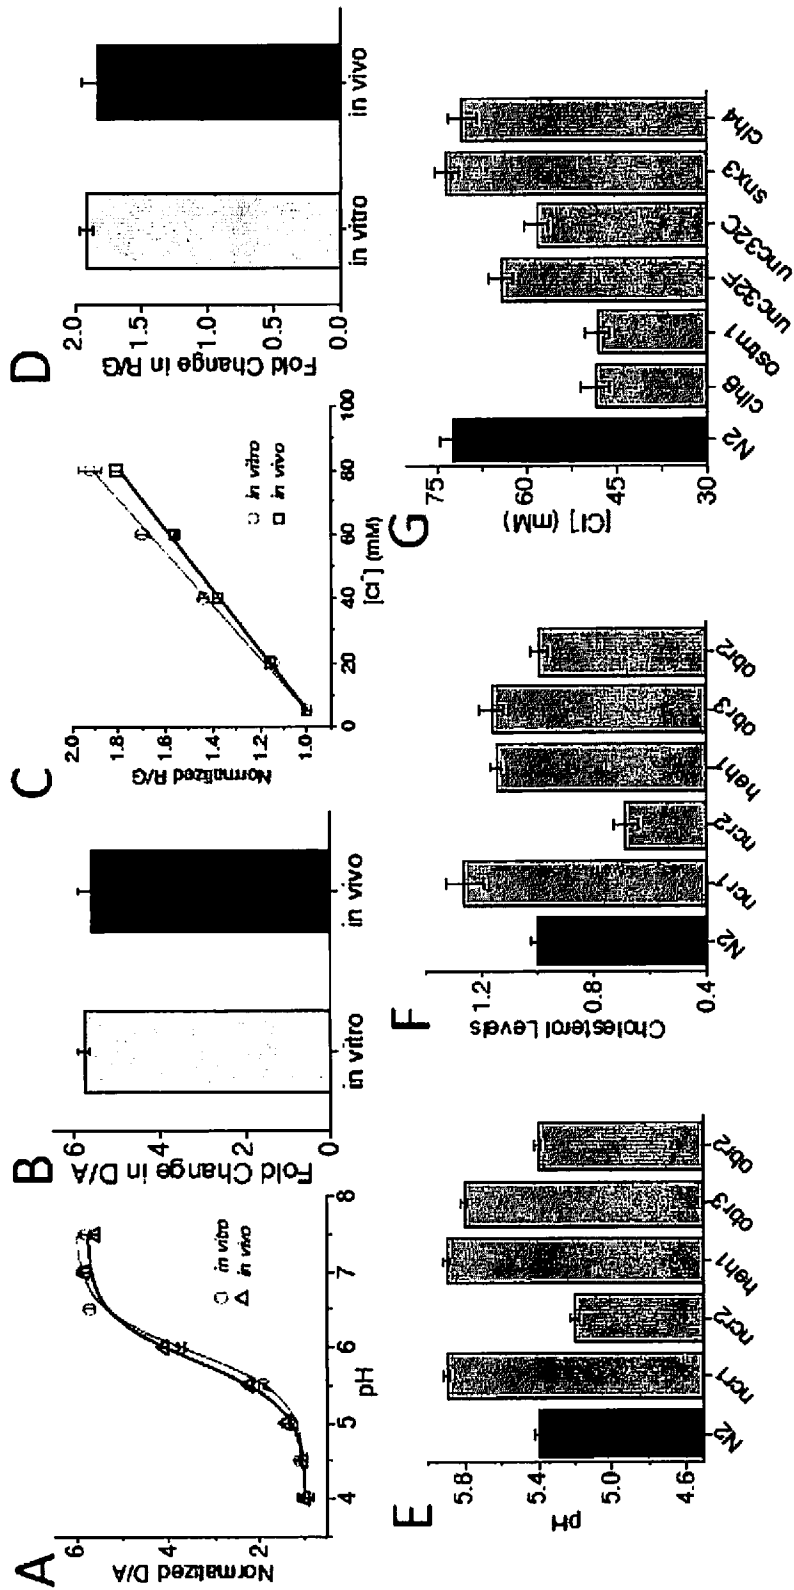 A
Normalized D/A
6
4
2
4 5 6 7 8
pH
in vitro
in vivo
B
Fold Change in D/A
6
4
2
0
in vitro
in vivo
C
Normalized R/G
2.0
1.8
1.6
1.4
1.2
1.0
0 20 40 60 80 100
[Cl-] (mM)
in vitro
in vivo
D
Fold Change in R/G
2.0
1.5
1.0
0.5
0.0
in vitro
in vivo
E
pH
5.8
5.4
5.0
4.6
N2 ncr1 ncr2 heh1 obr3 obr2
F
Cholesterol Levels
1.2
0.8
0.4
N2 ncr1 ncr2 heh1 obr3 obr2
G
[Cl-] (mM)
75
60
45
30
N2 clh6 ostm1 unc32F unc32C snx3 clh4